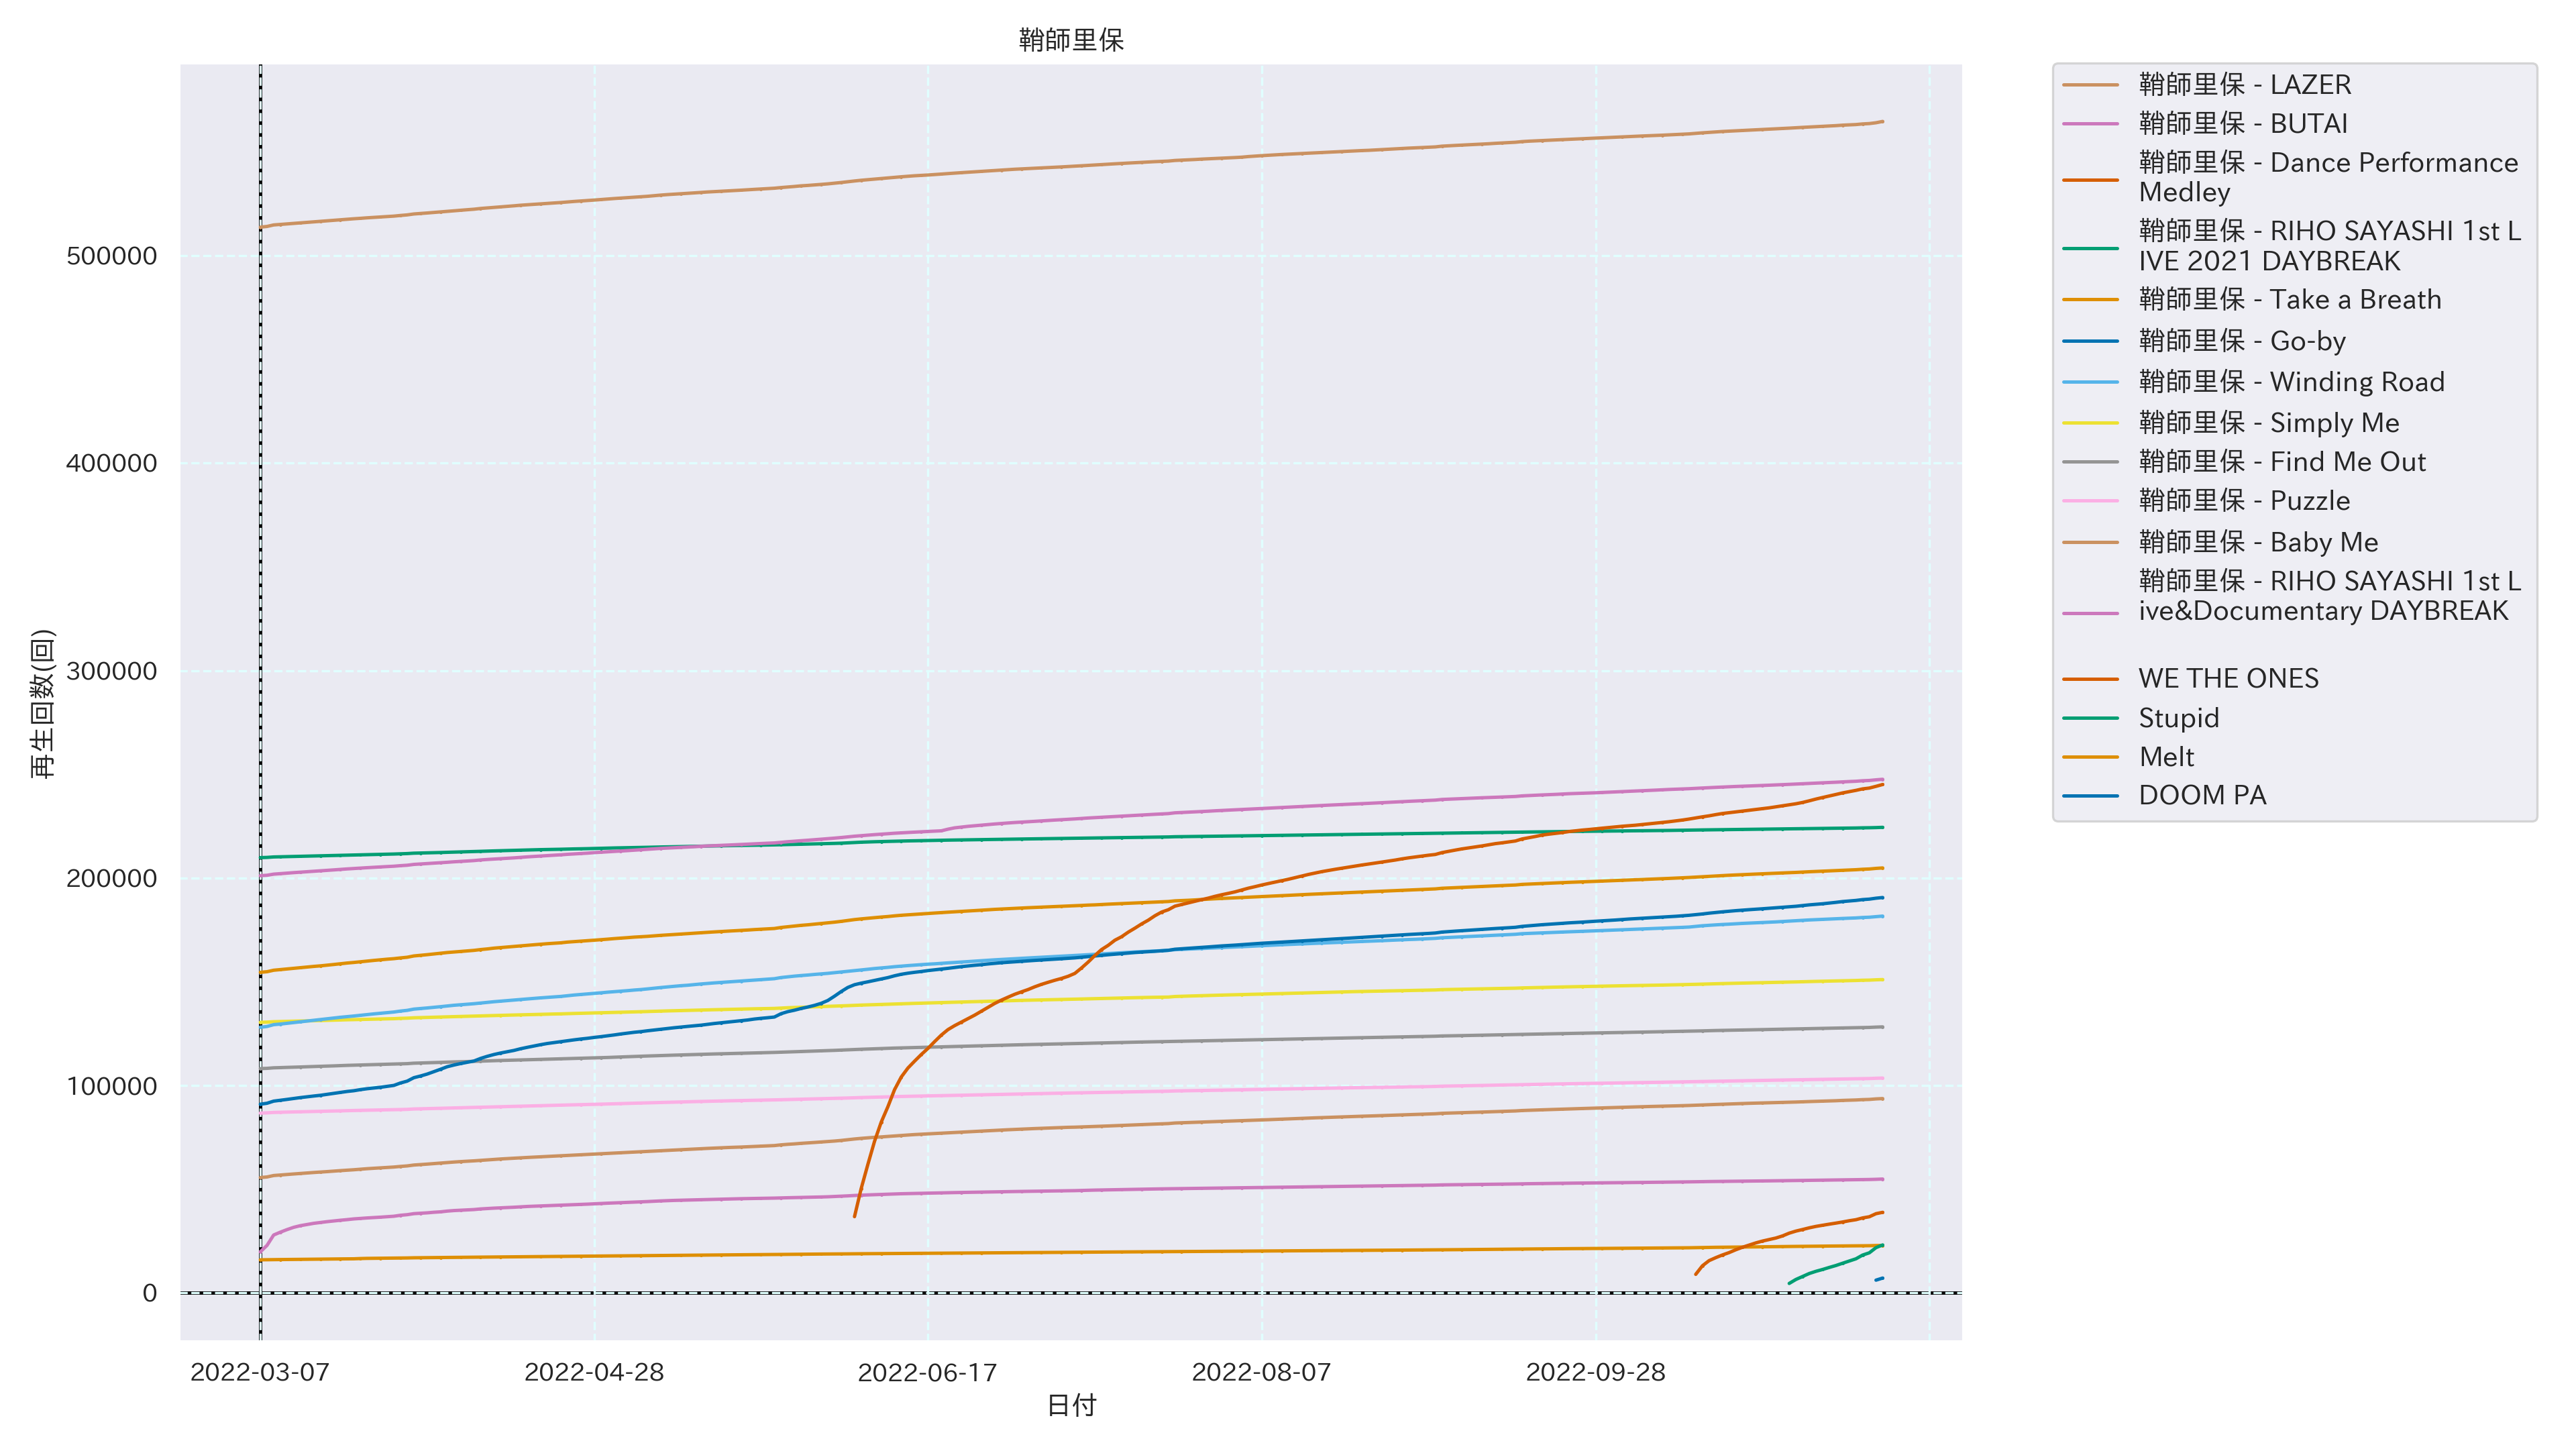 鞘師里保
再生回数(回)
500000
400000
300000
200000
100000
0
2022-03-07
2022-04-28
2022-06-17
2022-08-07
2022-09-28
日付
鞘師里保 - LAZER
鞘師里保 - BUTAI
鞘師里保 - Dance Performance
Medley
鞘師里保 - RIHO SAYASHI 1st L
IVE 2021 DAYBREAK
鞘師里保 - Take a Breath
鞘師里保 - Go-by
鞘師里保 - Winding Road
鞘師里保 - Simply Me
鞘師里保 - Find Me Out
鞘師里保 - Puzzle
鞘師里保 - Baby Me
鞘師里保 - RIHO SAYASHI 1st L
ive&Documentary DAYBREAK
WE THE ONES
Stupid
Melt
DOOM PA